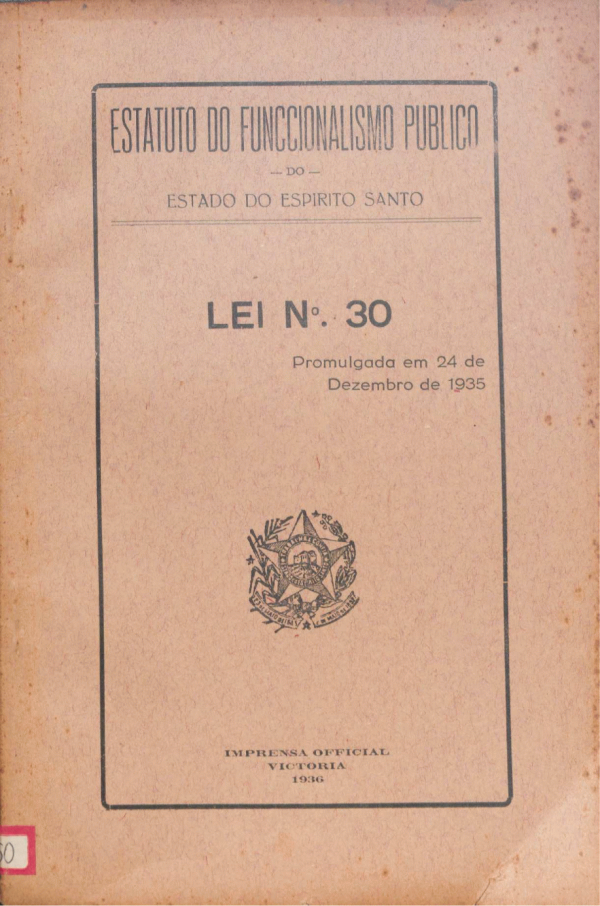 ESTATUTO DO FUNCCIONALISMO PUBLICO
— DO —
ESTADO DO ESPIRITO SANTO
LEI Nº. 30
Promulgada em 24 de
Dezembro de 1935
IMPRENSA OFFICIAL
VICTORIA
1936